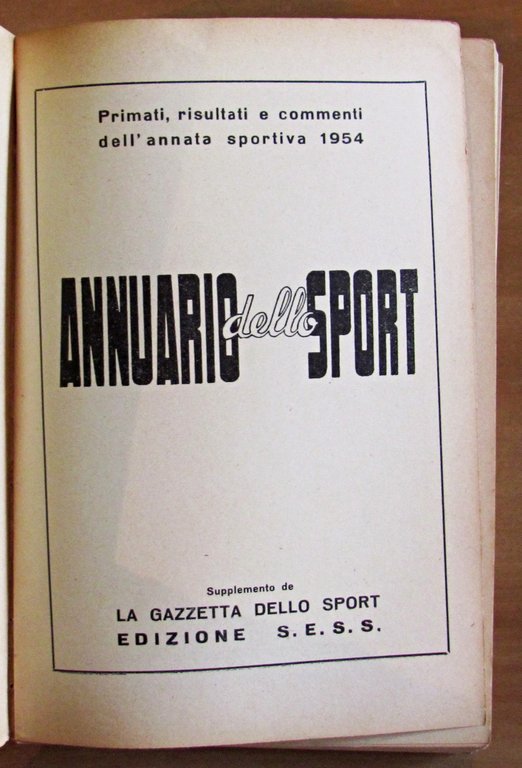 Primati, risultati e commenti
dell'annata sportiva 1954
ANNUARIO dello SPORT
Supplemento de
LA GAZZETTA DELLO SPORT
EDIZIONE S.E.S.S.